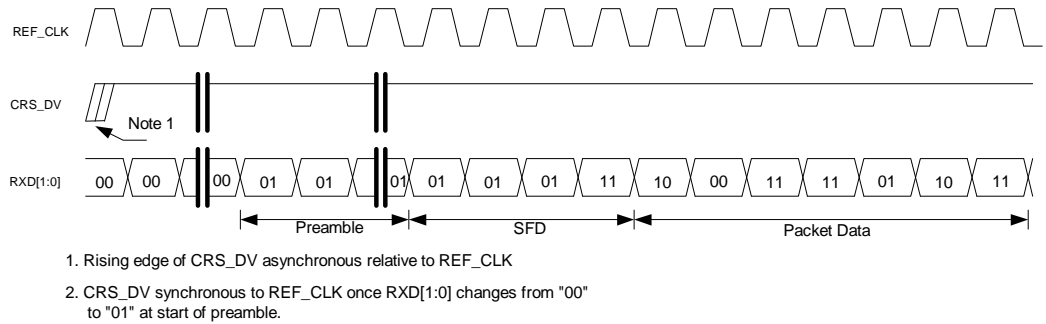 REF_CLK
CRS_DV
Note 1
RXD[1:0] 00 00 00 01 01 01 01 01 01 11 10 00 11 11 01 10 11
Preamble SFD Packet Data
1. Rising edge of CRS_DV asynchronous relative to REF_CLK
2. CRS_DV synchronous to REF_CLK once RXD[1:0] changes from "00"
to "01" at start of preamble.